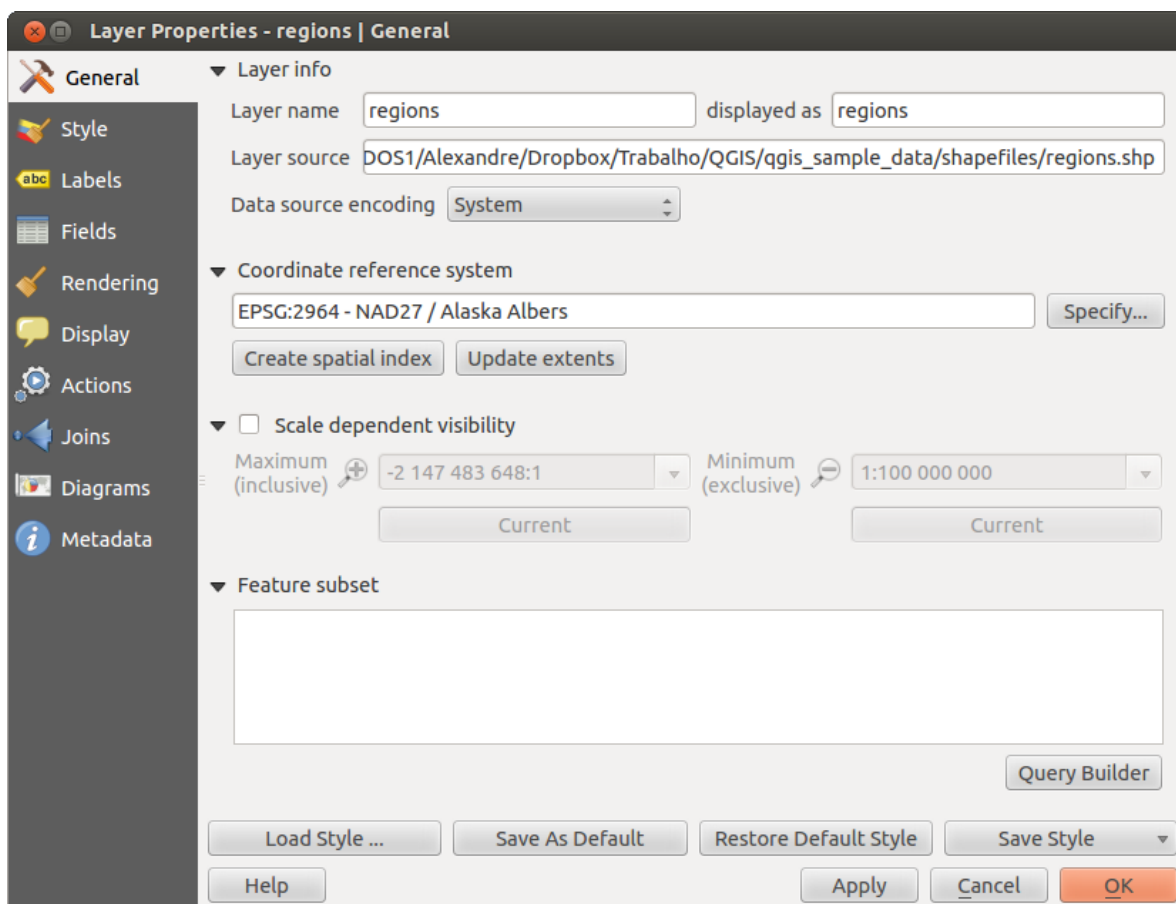 Layer Properties - regions | General
General
Style
abc Labels
Fields
Rendering
Display
Actions
Joins
Diagrams
i Metadata
Layer info
Layer name regions displayed as regions
Layer source DOS1/Alexandre/Dropbox/Trabalho/QGIS/qgis_sample_data/shapefiles/regions.shp
Data source encoding System
Coordinate reference system
EPSG:2964 - NAD27 / Alaska Albers Specify...
Create spatial index Update extents
Scale dependent visibility
Maximum (inclusive) -2 147 483 648:1 Minimum (exclusive) 1:100 000 000
Current Current
Feature subset
Query Builder
Load Style ... Save As Default Restore Default Style Save Style
Help Apply Cancel OK